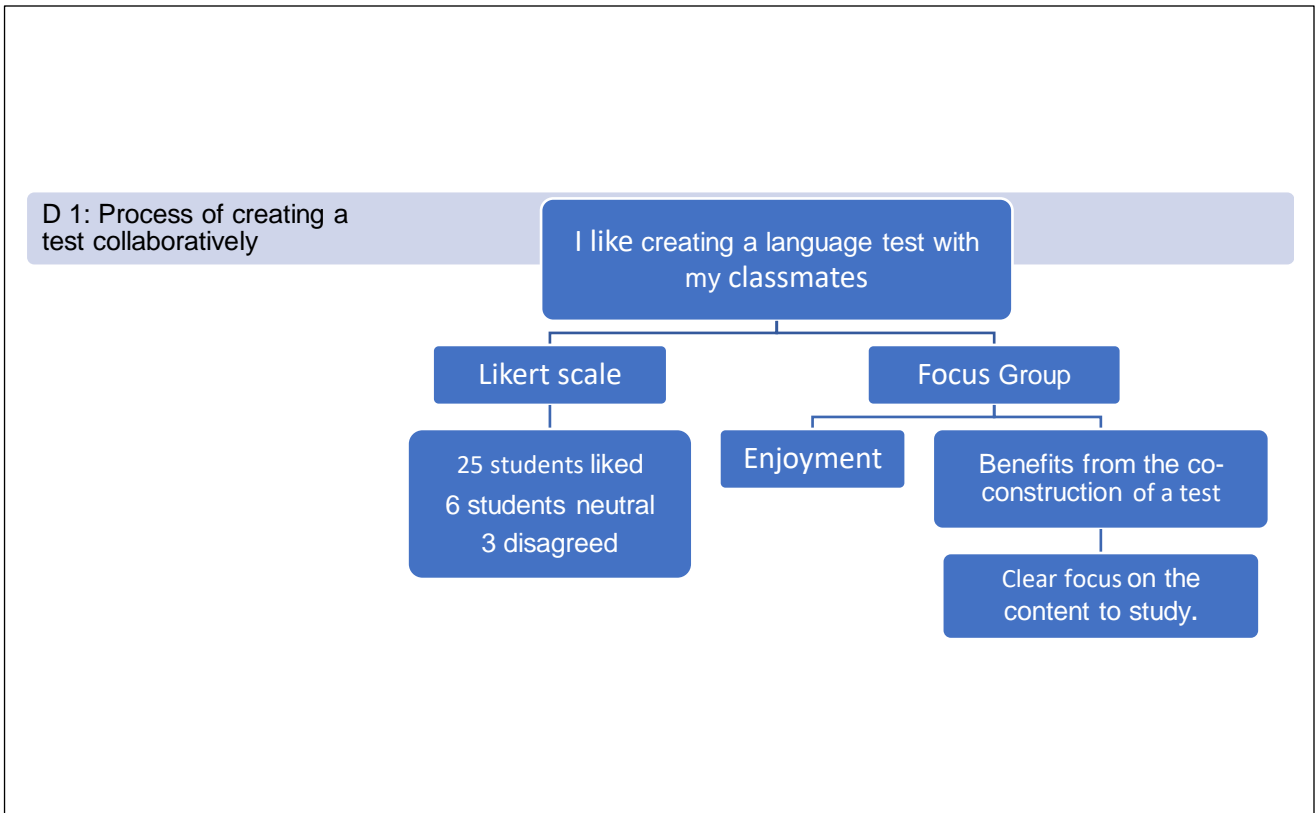 D 1: Process of creating a
test collaboratively
I like creating a language test with
my classmates
Likert scale
Focus Group
25 students liked
6 students neutral
3 disagreed
Enjoyment
Benefits from the co-
construction of a test
Clear focus on the
content to study.